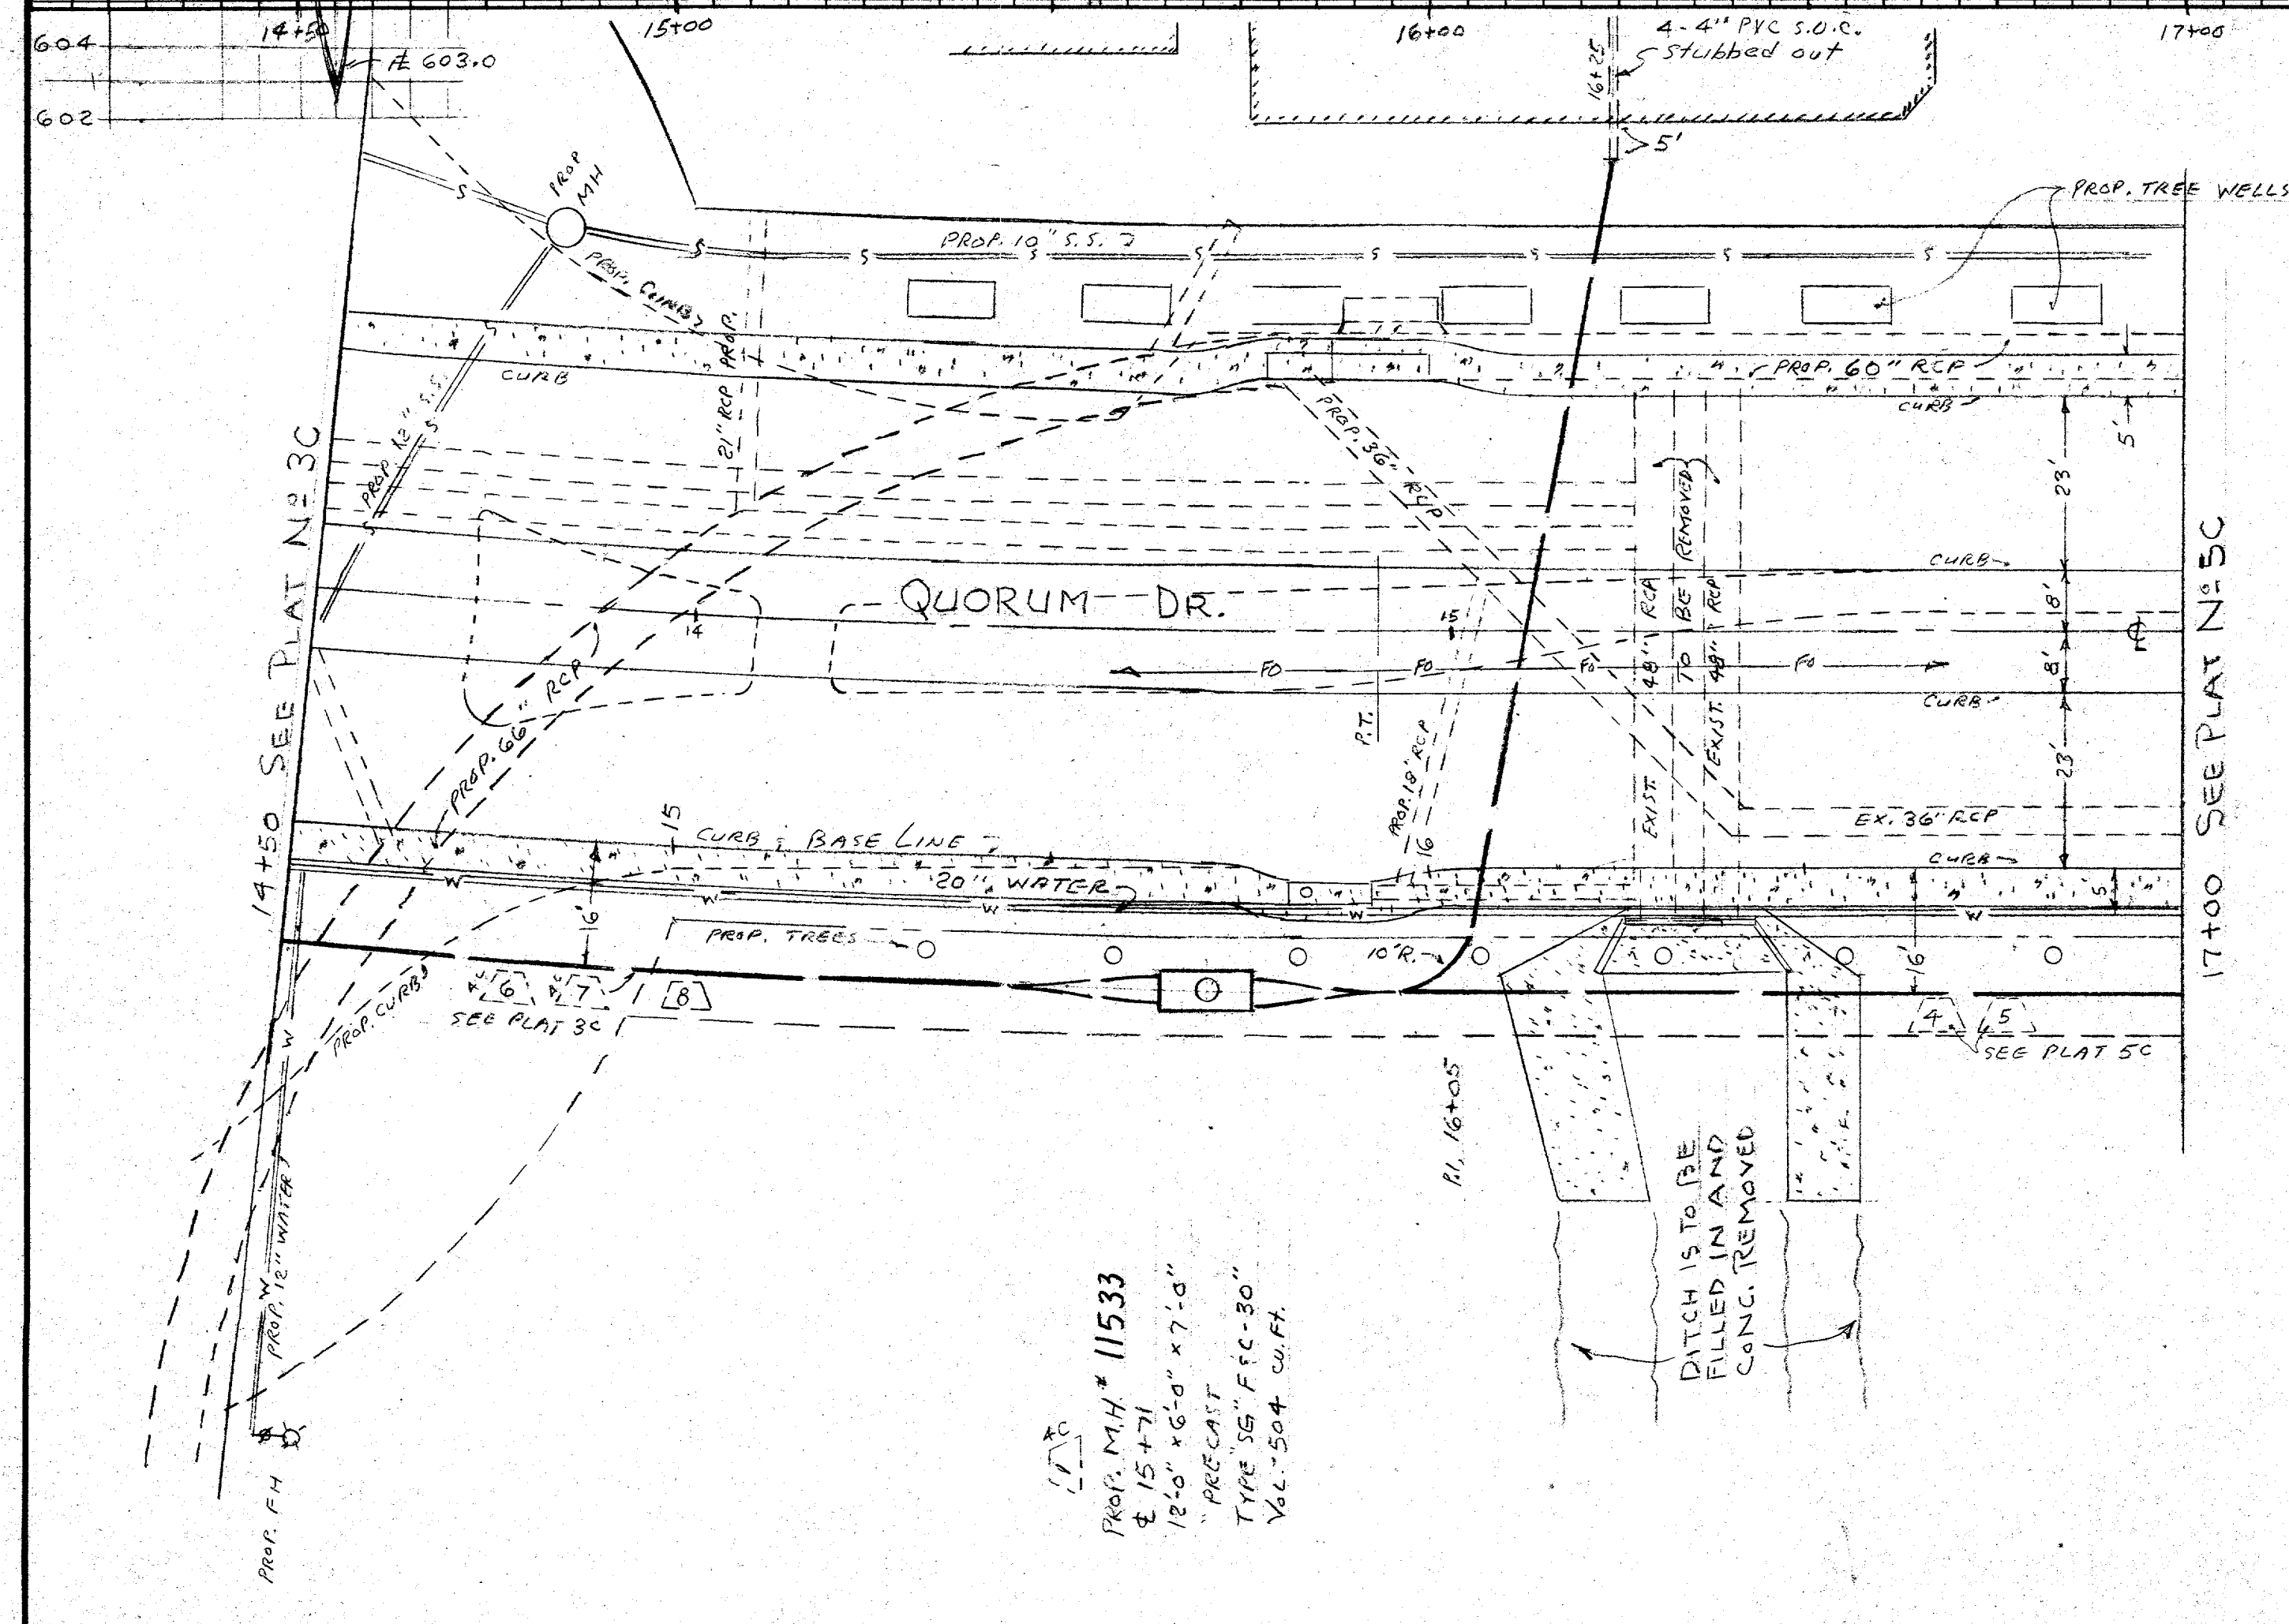 14+50
15+00
16+00
17+00
604
602
603.0
16+25
4-4" PVC S.O.C.
stubbed out
5'
PROP. TREE WELLS
PROP
MH
S
PROP. 10" S.S.
S S S S S S S S
PROP. CURB
21" RCP PROP.
CURB
PROP. 12" S.S.
S
S
S
PROP. 60" RCP
CURB
5'
23'
PROP. 36" RCP
TO BE REMOVED
EXIST. 48" RCP
EXIST. 48" RCP
QUORUM DR.
14
15
CURB
8'
8'
FO FO FO FO
CURB
23'
P.T.
PROP. 66" RCP
PROP. 18" RCP
16
EX. 36" RCP
CURB
15
CURB & BASE LINE
20" WATER
W W W W W
5'
16'
16'
PROP. TREES
10' R.
6
7
8
SEE PLAT 3C
PROP. CURB
4
5
SEE PLAT 5C
14+50 SEE PLAT Nº 3C
17+00 SEE PLAT Nº 5C
P.I. 16+05
W
W
PROP. 12" WATER
PROP. FH
PROP. M.H.# 11533
℄ 15+71
12'-0" x 6'-0" x 7'-0"
"PRECAST
TYPE "SG" F&C-30"
VOL.-504 CU.FT.
DITCH IS TO BE
FILLED IN AND
CONC. REMOVED